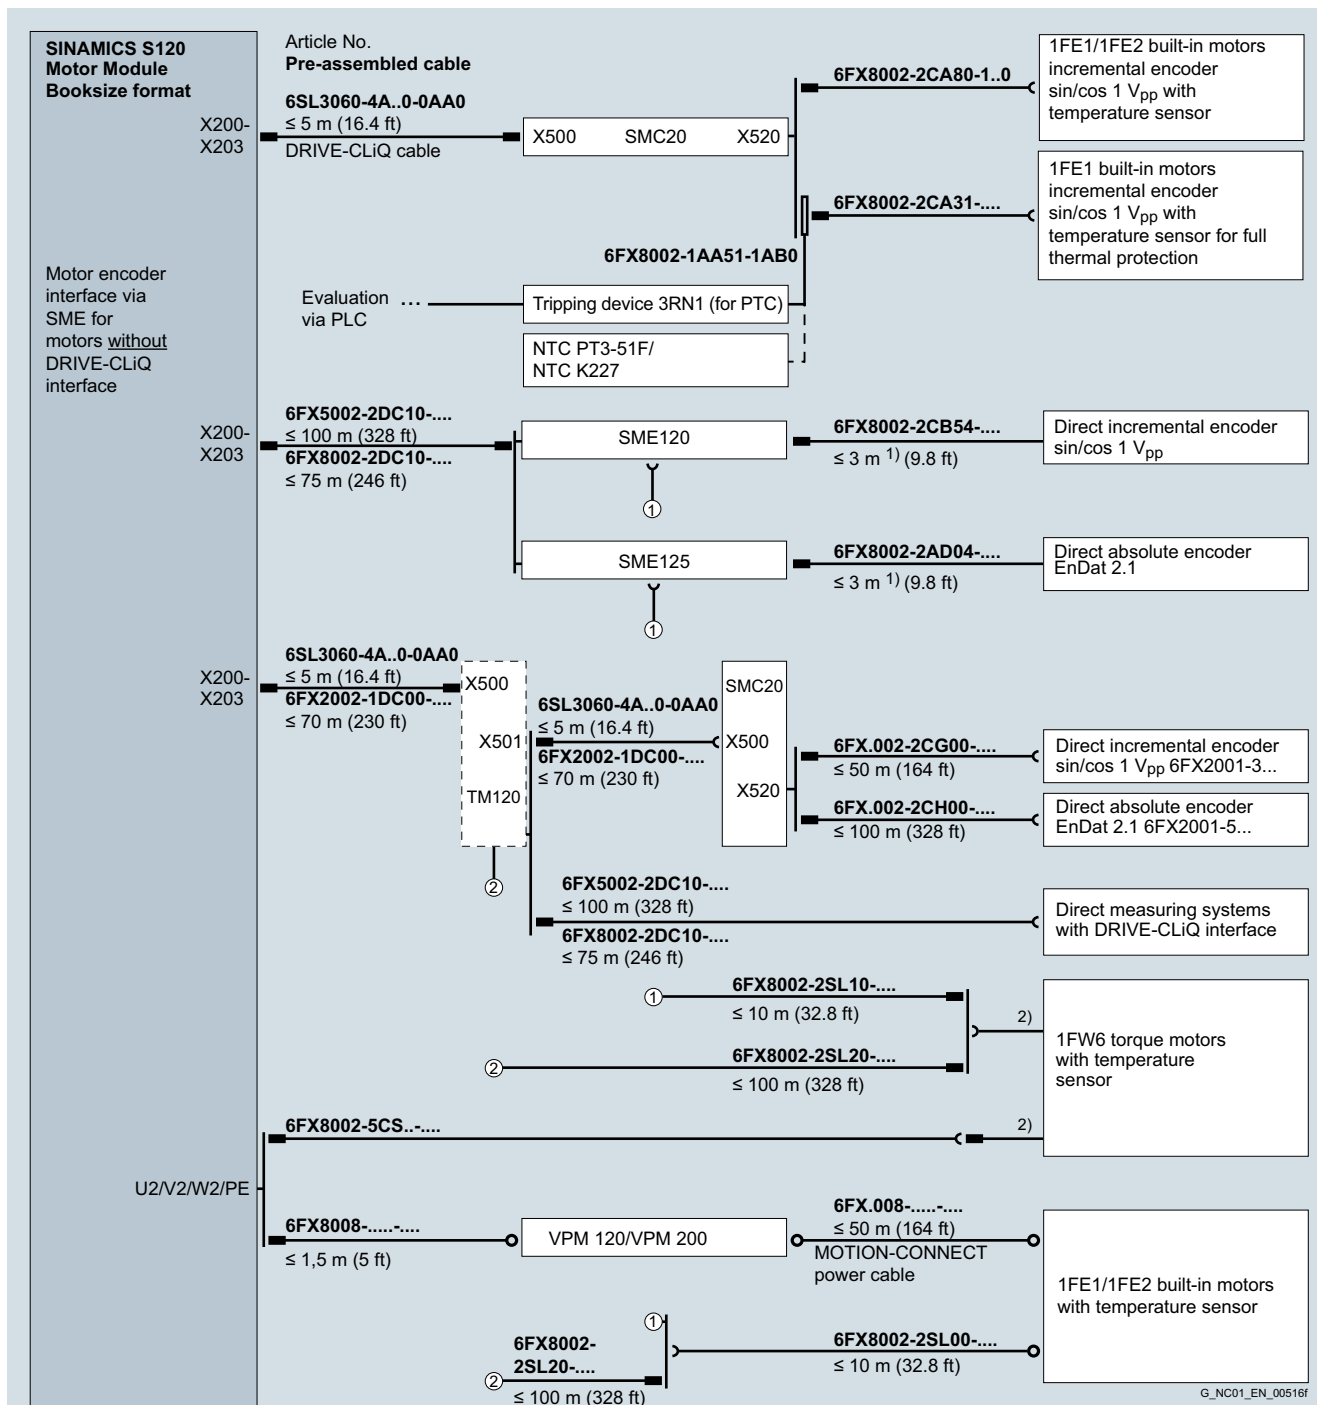 SINAMICS S120
Motor Module
Booksize format
Article No.
Pre-assembled cable
6SL3060-4A..0-0AA0
≤ 5 m (16.4 ft)
DRIVE-CLiQ cable
X200-
X203
X500 SMC20 X520
6FX8002-2CA80-1..0
1FE1/1FE2 built-in motors
incremental encoder
sin/cos 1 Vpp with
temperature sensor
6FX8002-2CA31-....
1FE1 built-in motors
incremental encoder
sin/cos 1 Vpp with
temperature sensor for full
thermal protection
6FX8002-1AA51-1AB0
Motor encoder
interface via
SME for
motors without
DRIVE-CLiQ
interface
Evaluation ...
via PLC
Tripping device 3RN1 (for PTC)
NTC PT3-51F/
NTC K227
X200-
X203
6FX5002-2DC10-....
≤ 100 m (328 ft)
6FX8002-2DC10-....
≤ 75 m (246 ft)
SME120
1
6FX8002-2CB54-....
≤ 3 m 1) (9.8 ft)
Direct incremental encoder
sin/cos 1 Vpp
SME125
1
6FX8002-2AD04-....
≤ 3 m 1) (9.8 ft)
Direct absolute encoder
EnDat 2.1
X200-
X203
6SL3060-4A..0-0AA0
≤ 5 m (16.4 ft)
6FX2002-1DC00-....
≤ 70 m (230 ft)
X500
X501
TM120
2
6SL3060-4A..0-0AA0
≤ 5 m (16.4 ft)
6FX2002-1DC00-....
≤ 70 m (230 ft)
SMC20
X500
X520
6FX.002-2CG00-....
≤ 50 m (164 ft)
Direct incremental encoder
sin/cos 1 Vpp 6FX2001-3...
6FX.002-2CH00-....
≤ 100 m (328 ft)
Direct absolute encoder
EnDat 2.1 6FX2001-5...
6FX5002-2DC10-....
≤ 100 m (328 ft)
6FX8002-2DC10-....
≤ 75 m (246 ft)
Direct measuring systems
with DRIVE-CLiQ interface
1
6FX8002-2SL10-....
≤ 10 m (32.8 ft)
2
6FX8002-2SL20-....
≤ 100 m (328 ft)
2)
1FW6 torque motors
with temperature
sensor
6FX8002-5CS..-....
2)
U2/V2/W2/PE
6FX8008-.....-....
≤ 1,5 m (5 ft)
VPM 120/VPM 200
6FX.008-.....-....
≤ 50 m (164 ft)
MOTION-CONNECT
power cable
1FE1/1FE2 built-in motors
with temperature sensor
1
6FX8002-
2SL20-....
2
≤ 100 m (328 ft)
6FX8002-2SL00-....
≤ 10 m (32.8 ft)
G_NC01_EN_00516f